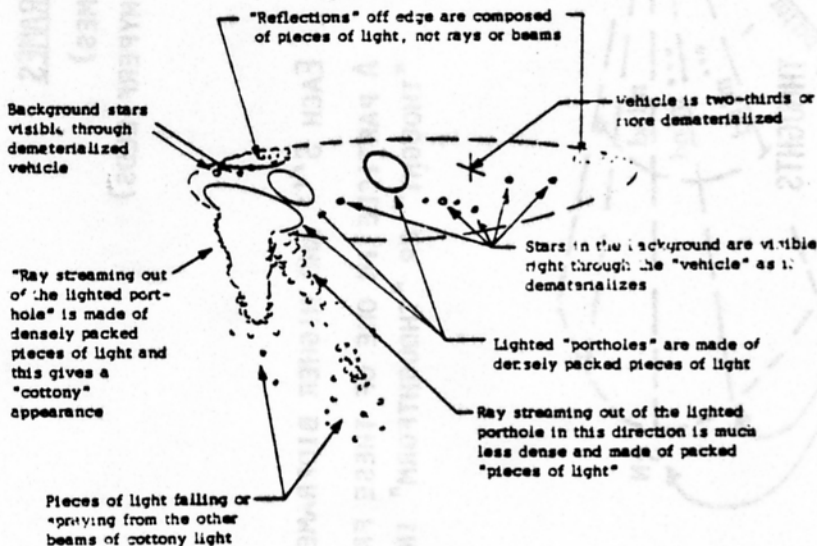 "Reflections" off edge are composed
of pieces of light, not rays or beams
Background stars
visible through
dematerialized
vehicle
Vehicle is two-thirds or
more dematerialized
Stars in the background are visible
right through the "vehicle" as it
dematerializes
"Ray streaming out
of the lighted port-
hole" is made of
densely packed
pieces of light and
this gives a
"cottony"
appearance
Lighted "portholes" are made of
densely packed pieces of light
Ray streaming out of the lighted
porthole in this direction is much
less dense and made of packed
"pieces of light"
Pieces of light falling or
spraying from the other
beams of cottony light